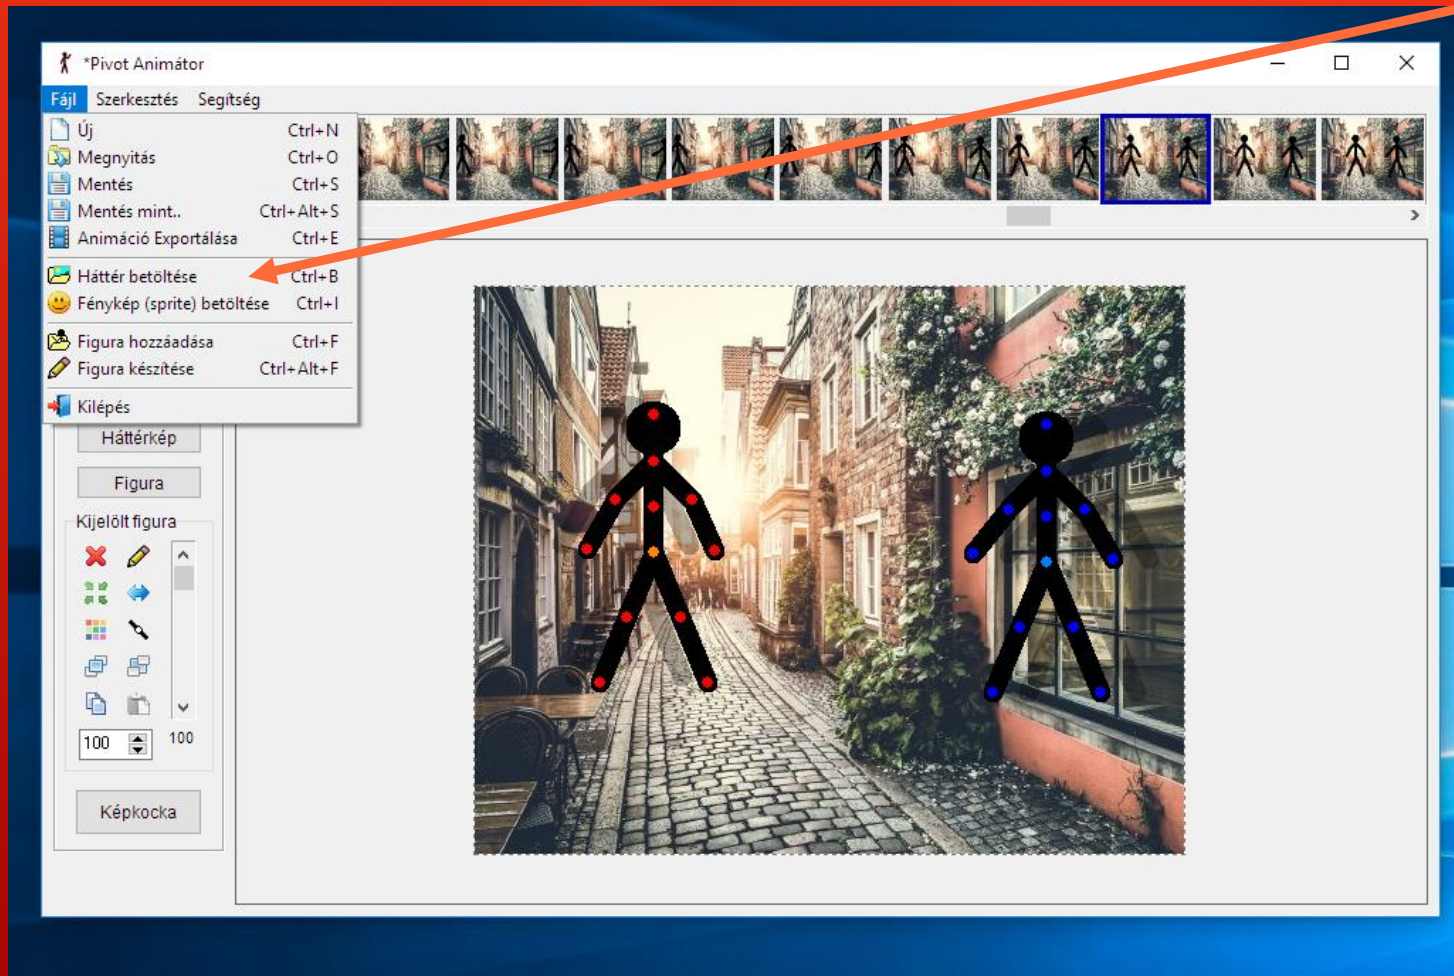 *Pivot Animátor
Fájl Szerkesztés Segítség
Új Ctrl+N
Megnyitás Ctrl+O
Mentés Ctrl+S
Mentés mint.. Ctrl+Alt+S
Animáció Exportálása Ctrl+E
Háttér betöltése Ctrl+B
Fénykép (sprite) betöltése Ctrl+I
Figura hozzáadása Ctrl+F
Figura készítése Ctrl+Alt+F
Kilépés
Háttérkép
Figura
Kijelölt figura
100 100
Képkocka